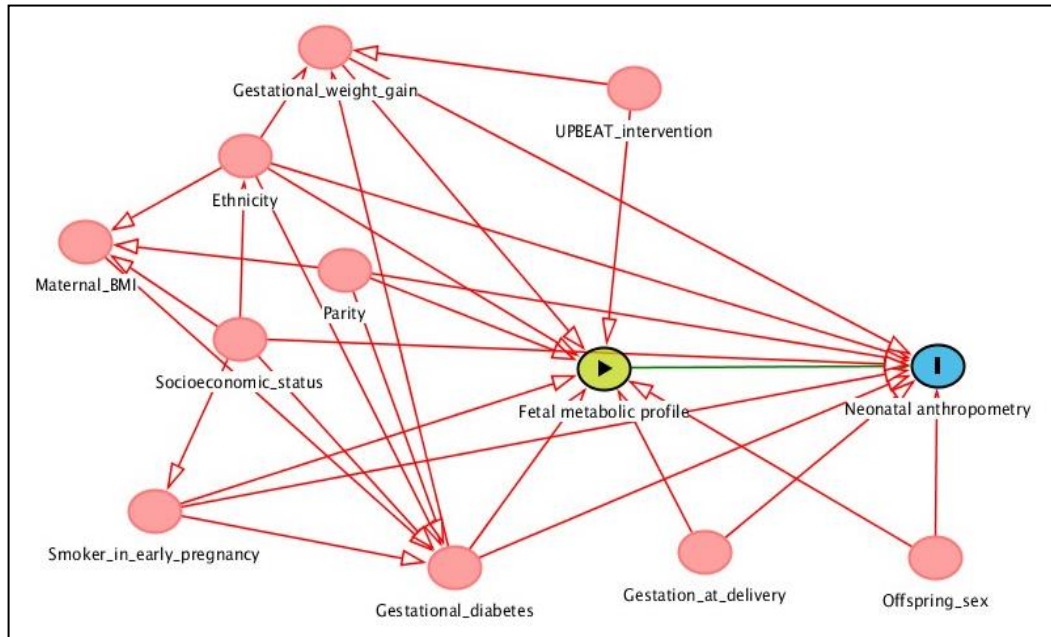 Gestational_weight_gain
UPBEAT_intervention
Ethnicity
Maternal_BMI
Parity
Socioeconomic_status
Fetal metabolic profile
Neonatal anthropometry
Smoker_in_early_pregnancy
Gestational_diabetes
Gestation_at_delivery
Offspring_sex